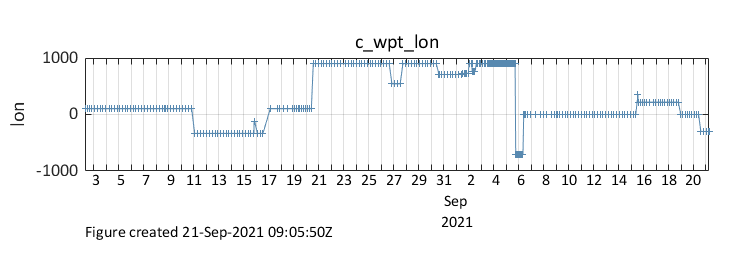 c_wpt_lon
1000
0
-1000
lon
3 5 7 9 11 13 15 17 19 21 23 25 27 29 31 2 4 6 8 10 12 14 16 18 20
Sep
2021
Figure created 21-Sep-2021 09:05:50Z